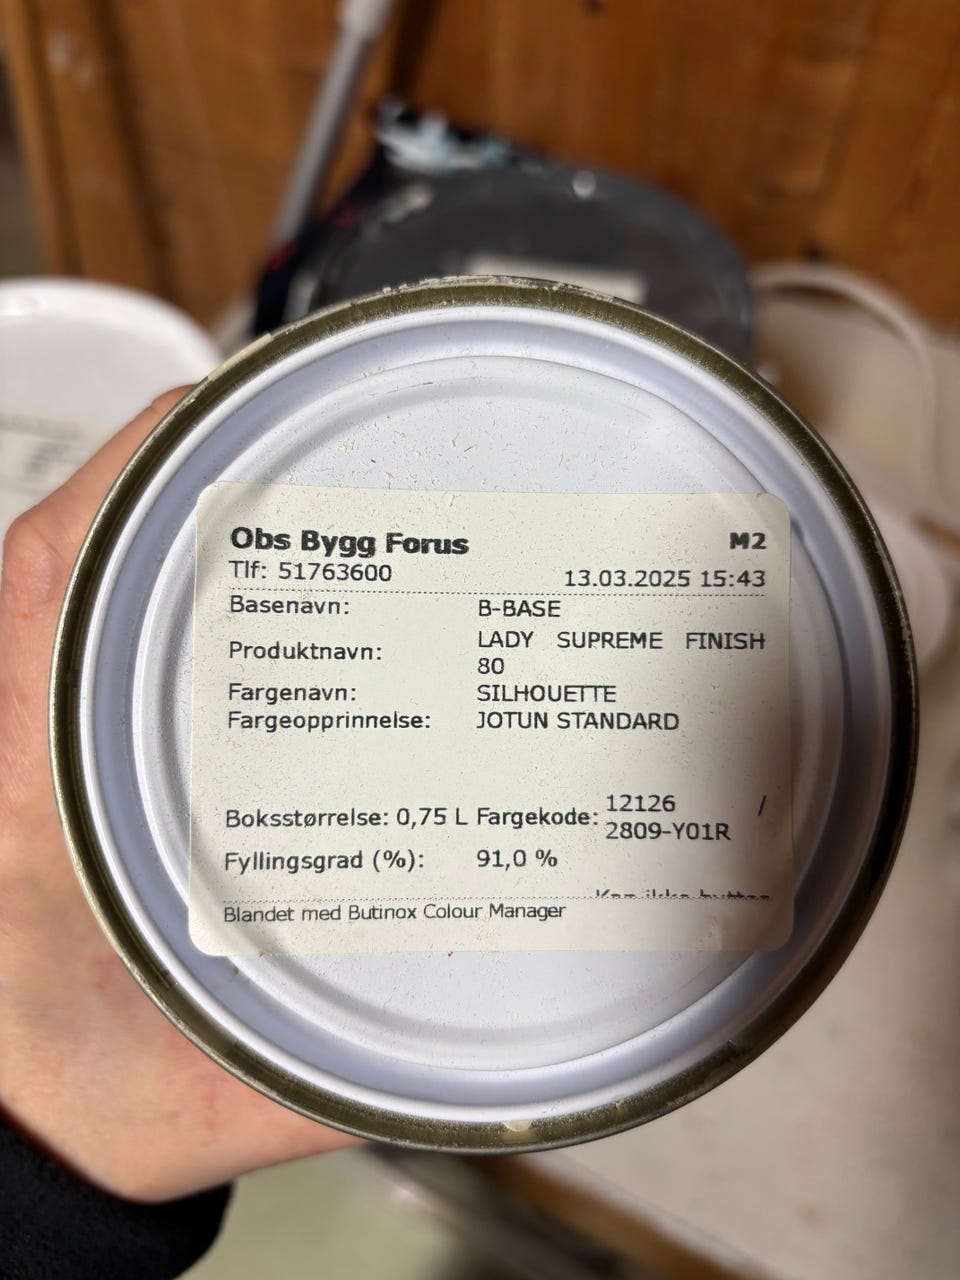 Obs Bygg Forus M2
Tlf: 51763600 13.03.2025 15:43
Basenavn: B-BASE
Produktnavn: LADY SUPREME FINISH
80
Fargenavn: SILHOUETTE
Fargeopprinnelse: JOTUN STANDARD
Boksstørrelse: 0,75 L Fargekode: 12126 /
2809-Y01R
Fyllingsgrad (%): 91,0 %
Blandet med Butinox Colour Manager